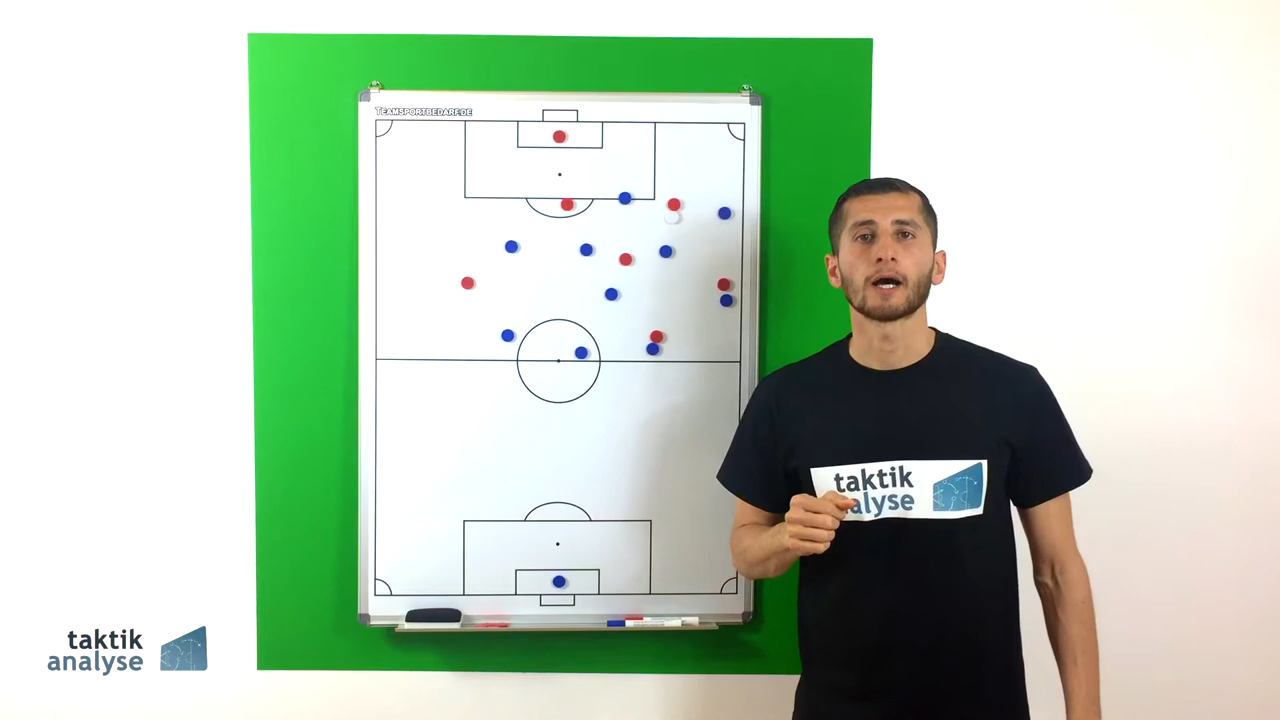 TEAMSPORTBEDARF.DE
taktik
analyse
taktik
analyse